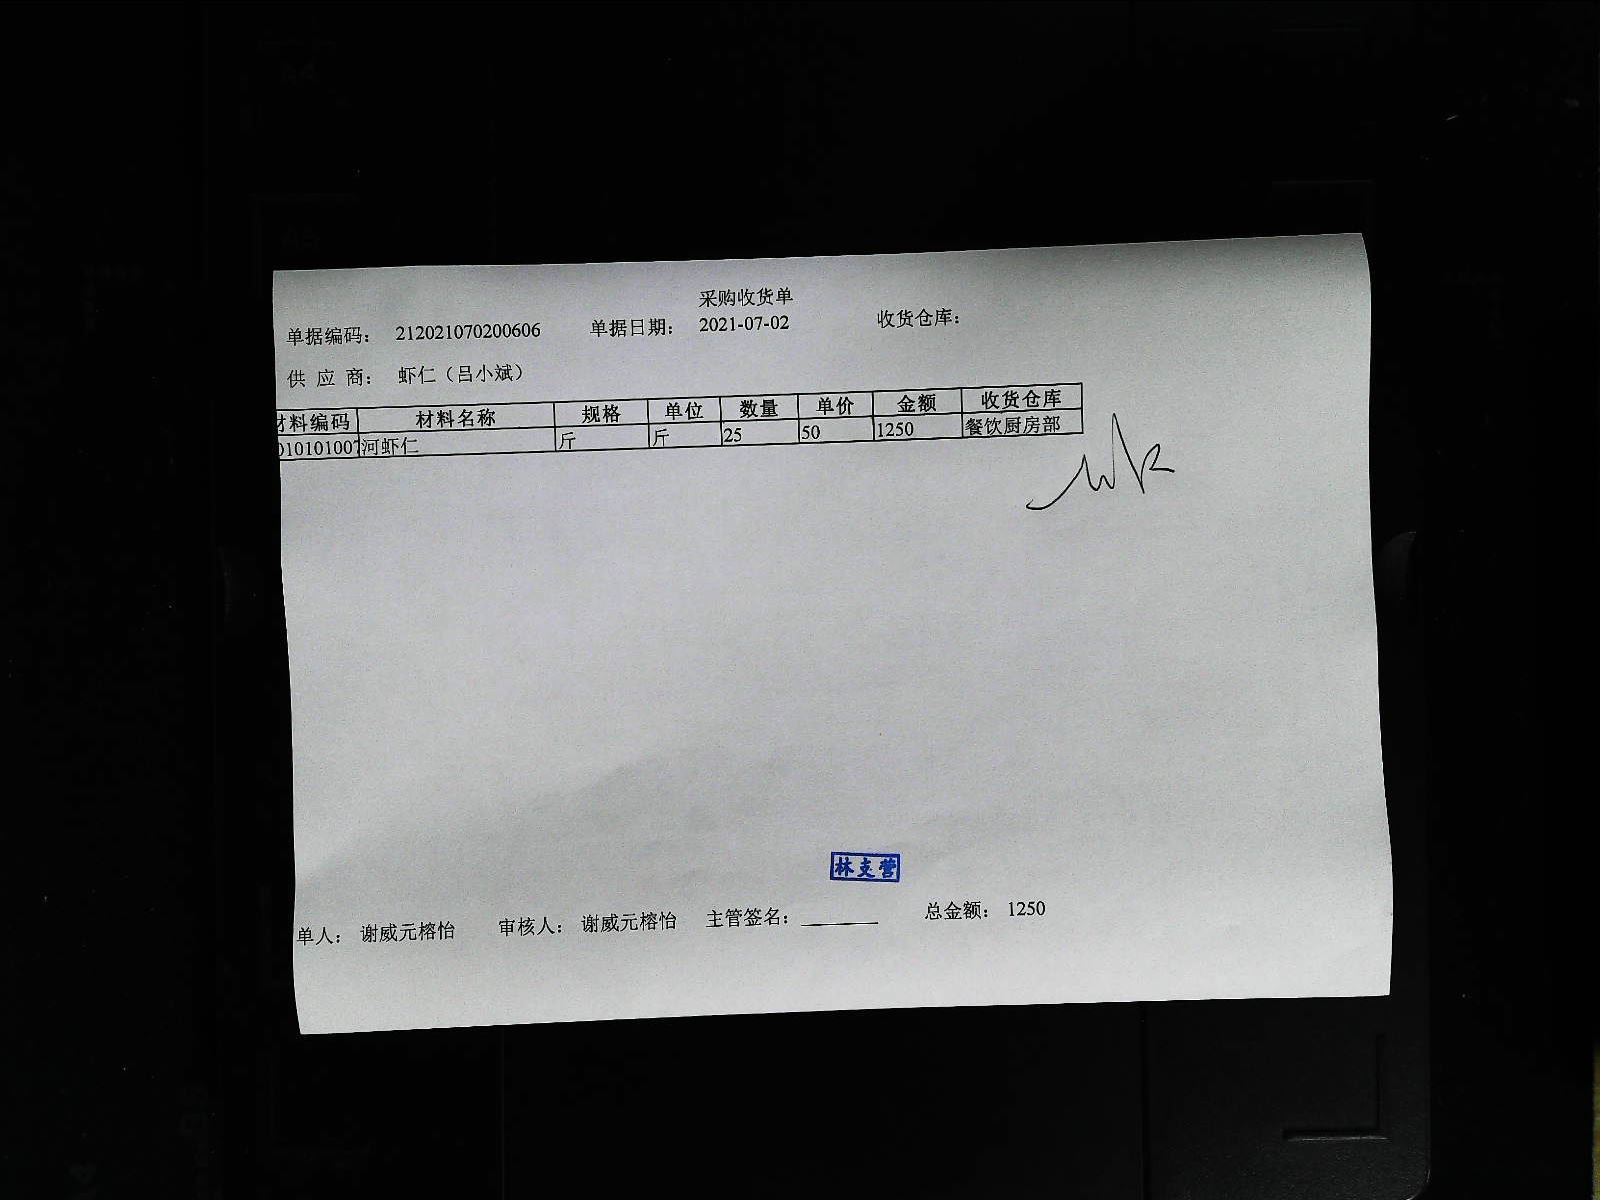 采购收货单
单据编码： 212021070200606 单据日期： 2021-07-02 收货仓库：
供 应 商： 虾仁（吕小斌）
材料编码 材料名称 规格 单位 数量 单价 金额 收货仓库
01010100 河虾仁 斤 斤 25 50 1250 餐饮厨房部
林支营
单人： 谢威元榕怡 审核人： 谢威元榕怡 主管签名： 总金额： 1250